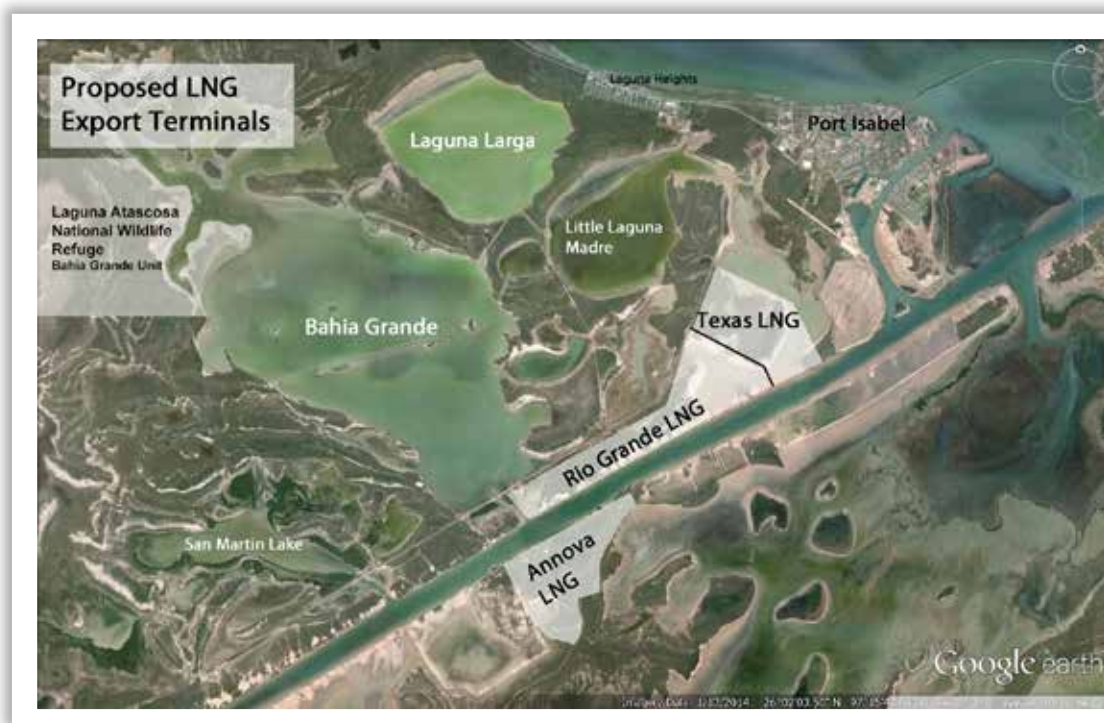 Proposed LNG
Export Terminals
Laguna Heights
Port Isabel
Laguna Larga
Laguna Atascosa
National Wildlife
Refuge
Bahia Grande Unit
Little Laguna
Madre
Bahia Grande
Texas LNG
Rio Grande LNG
San Martin Lake
Annova
LNG
Google earth